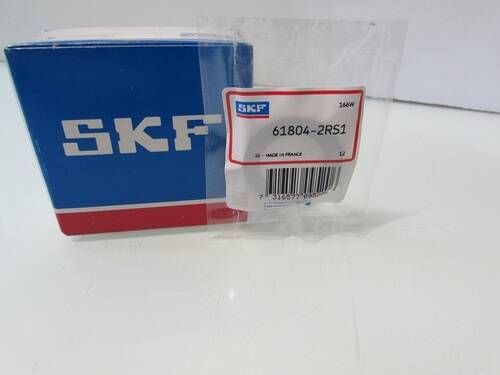 SKF
SKF
166W
61804-2RS1
- MADE IN FRANCE
12